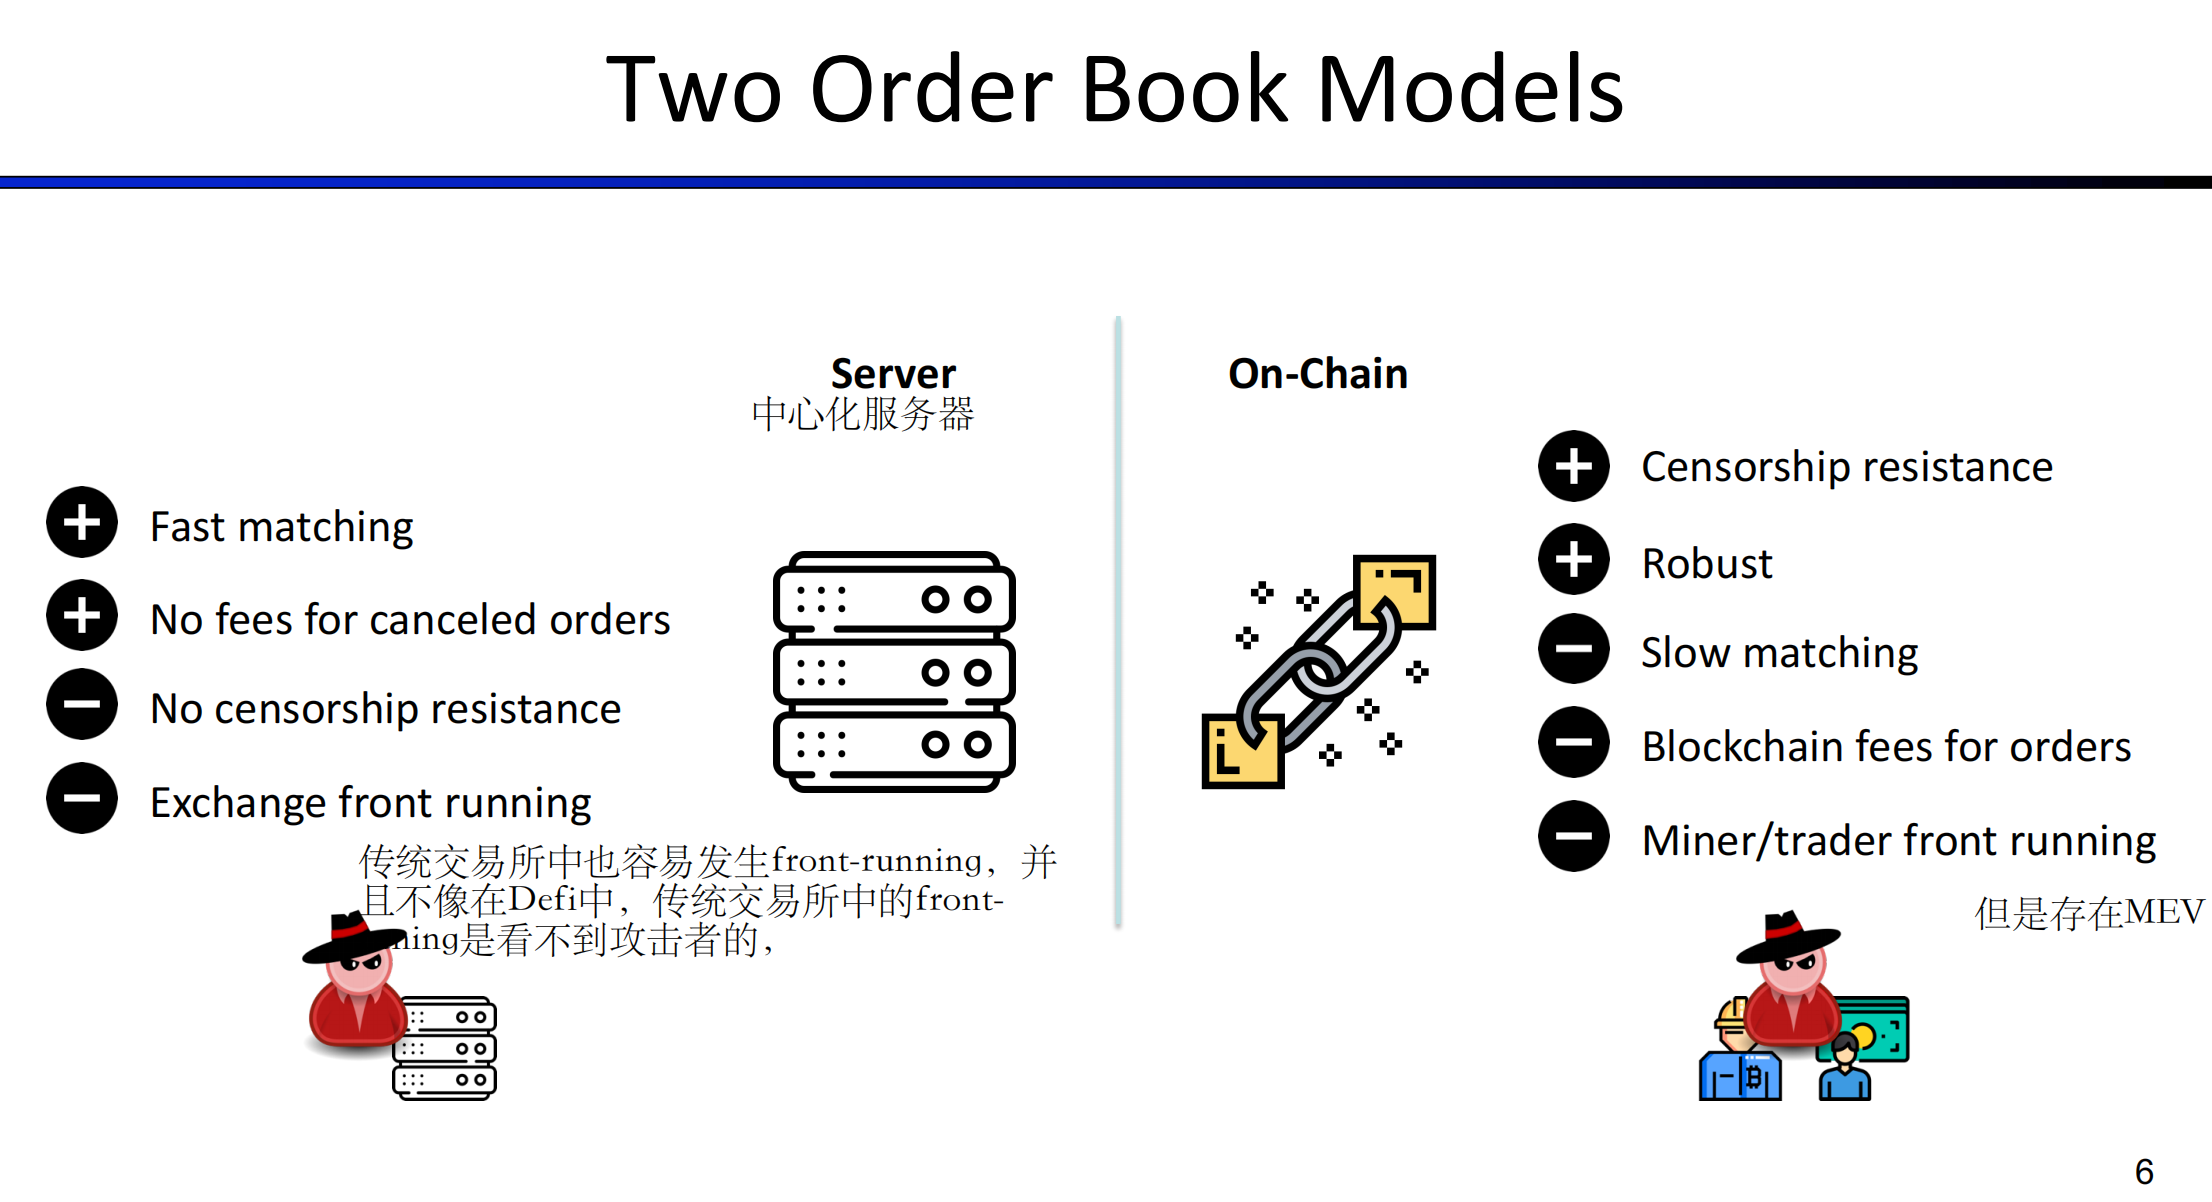 Two Order Book Models
Server
中心化服务器
Fast matching
No fees for canceled orders
No censorship resistance
Exchange front running
传统交易所中也容易发生front-running，并
且不像在Defi中，传统交易所中的front-
ning是看不到攻击者的，
On-Chain
Censorship resistance
Robust
Slow matching
Blockchain fees for orders
Miner/trader front running
但是存在MEV
6